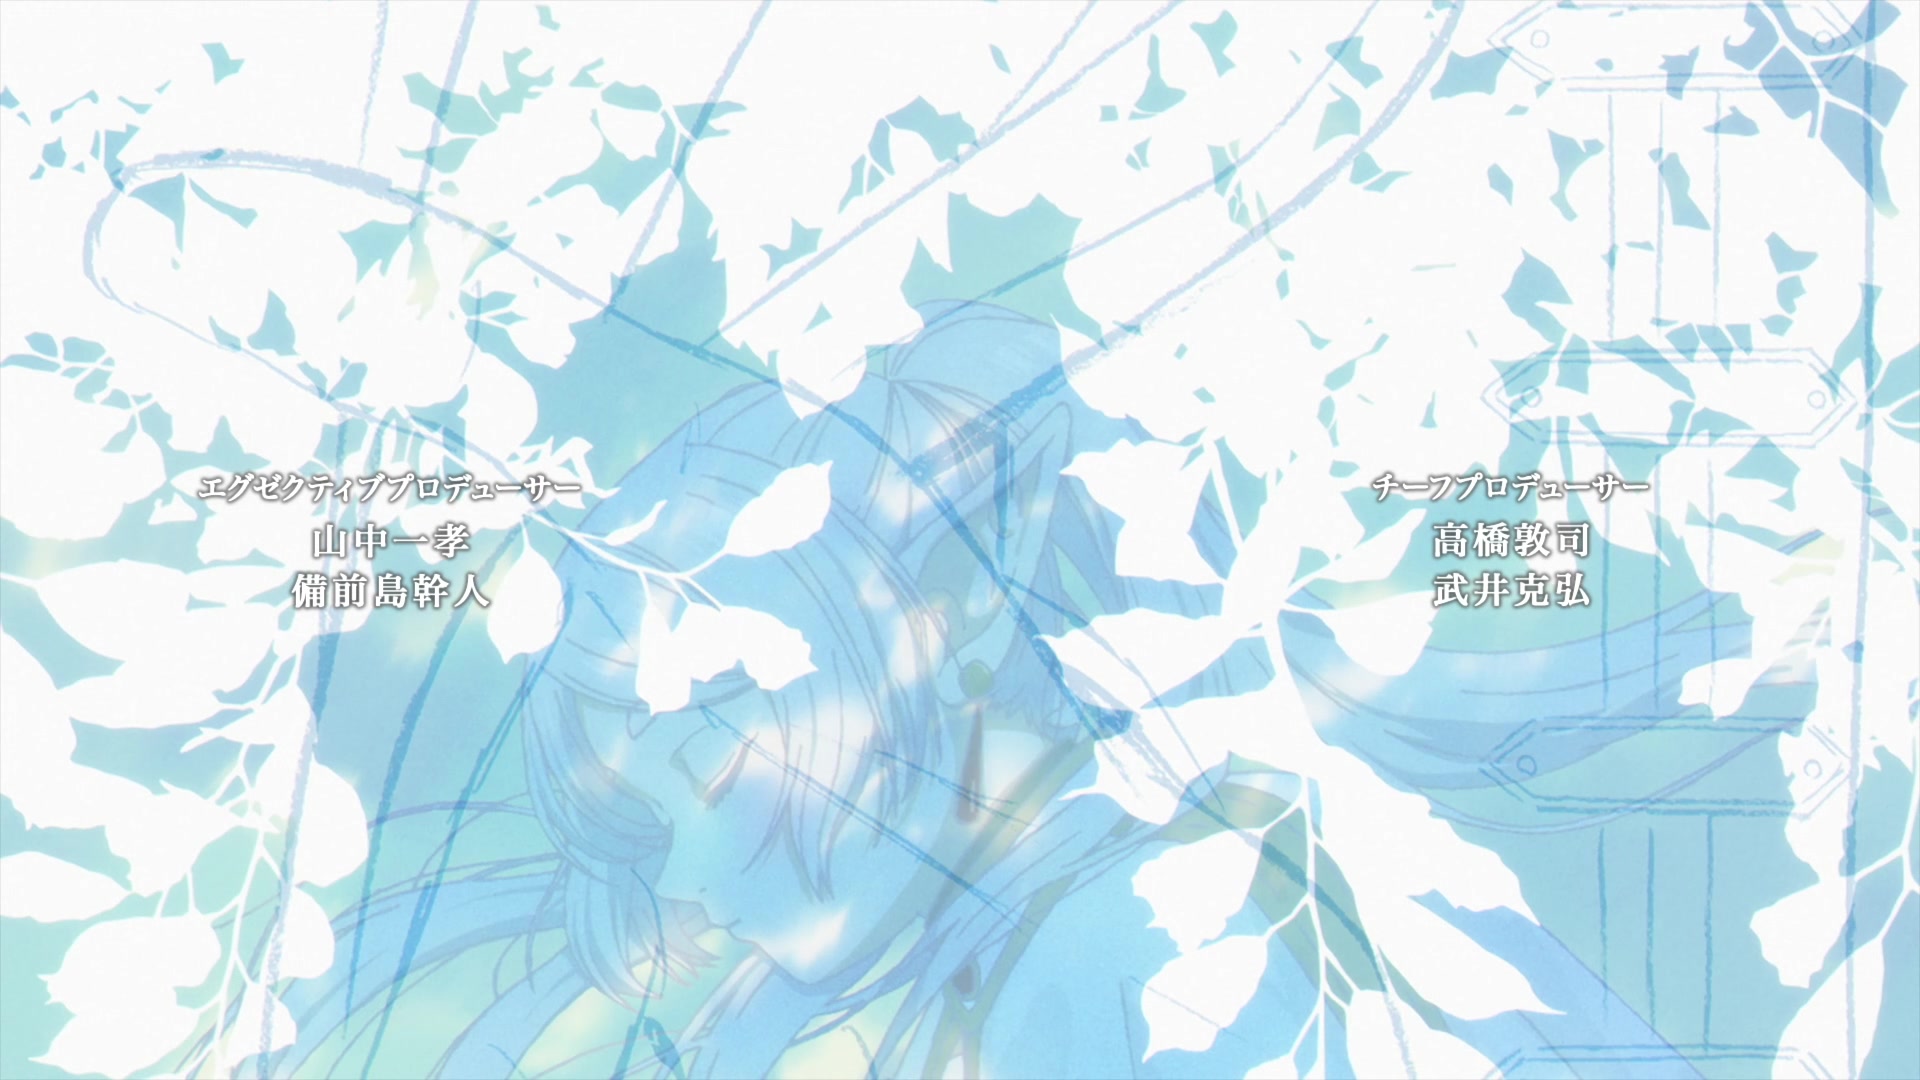 エグゼクティブプロデューサー
山中一孝
備前島幹人
チーフプロデューサー
高橋敦司
武井克弘